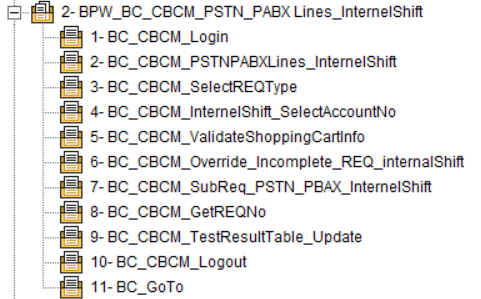 2- BPW_BC_CBCM_PSTN_PABX Lines_InternelShift
1- BC_CBCM_Login
2- BC_CBCM_PSTNPABXLines_InternelShift
3- BC_CBCM_SelectREQType
4- BC_CBCM_InternelShift_SelectAccountNo
5- BC_CBCM_ValidateShoppingCartInfo
6- BC_CBCM_Override_Incomplete_REQ_internalShift
7- BC_CBCM_SubReq_PSTN_PBAX_InternelShift
8- BC_CBCM_GetREQNo
9- BC_CBCM_TestResultTable_Update
10- BC_CBCM_Logout
11- BC_GoTo